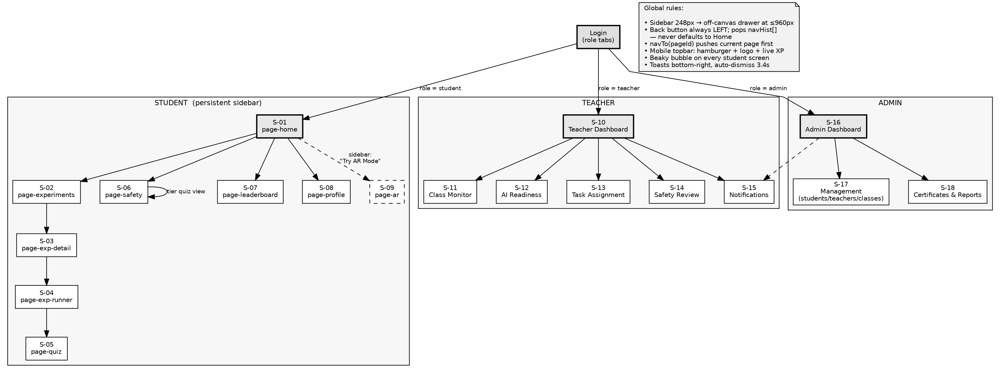 Global rules:
• Sidebar 248px → off-canvas drawer at ≤960px
• Back button always LEFT; pops navHist[]
— never defaults to Home
• navTo(pageId) pushes current page first
• Mobile topbar: hamburger + logo + live XP
• Beaky bubble on every student screen
• Toasts bottom-right, auto-dismiss 3.4s
Login
(role tabs)
role = student
role = teacher
role = admin
STUDENT  (persistent sidebar)
S-01
page-home
sidebar:
"Try AR Mode"
S-02
page-experiments
S-06
page-safety
tier quiz view
S-07
page-leaderboard
S-08
page-profile
S-09
page-ar
S-03
page-exp-detail
S-04
page-exp-runner
S-05
page-quiz
TEACHER
S-10
Teacher Dashboard
S-11
Class Monitor
S-12
AI Readiness
S-13
Task Assignment
S-14
Safety Review
S-15
Notifications
ADMIN
S-16
Admin Dashboard
S-17
Management
(students/teachers/classes)
S-18
Certificates & Reports